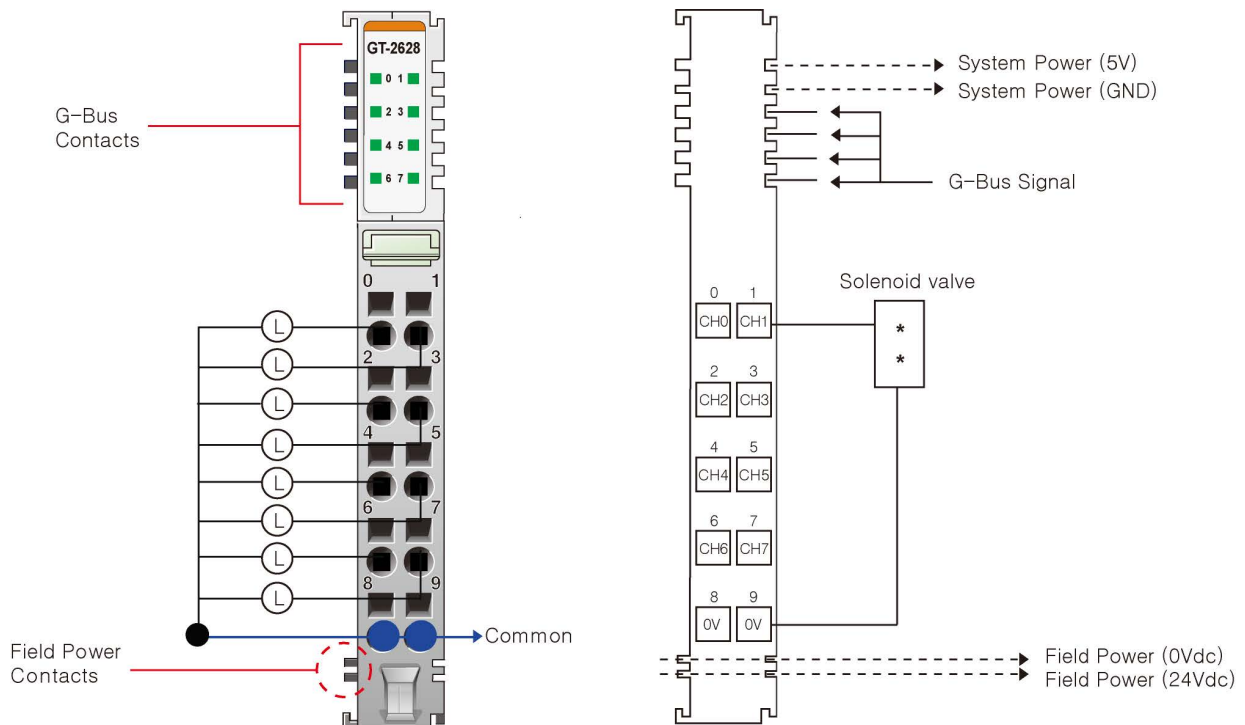 GT-2628
0 1
2 3
4 5
6 7
G-Bus
Contacts
0 1
2 3
4 5
6 7
8 9
L
L
L
L
L
L
L
L
Common
Field Power
Contacts
System Power (5V)
System Power (GND)
G-Bus Signal
Solenoid valve
0 1
CH0 CH1
* *
2 3
CH2 CH3
4 5
CH4 CH5
6 7
CH6 CH7
8 9
0V 0V
Field Power (0Vdc)
Field Power (24Vdc)